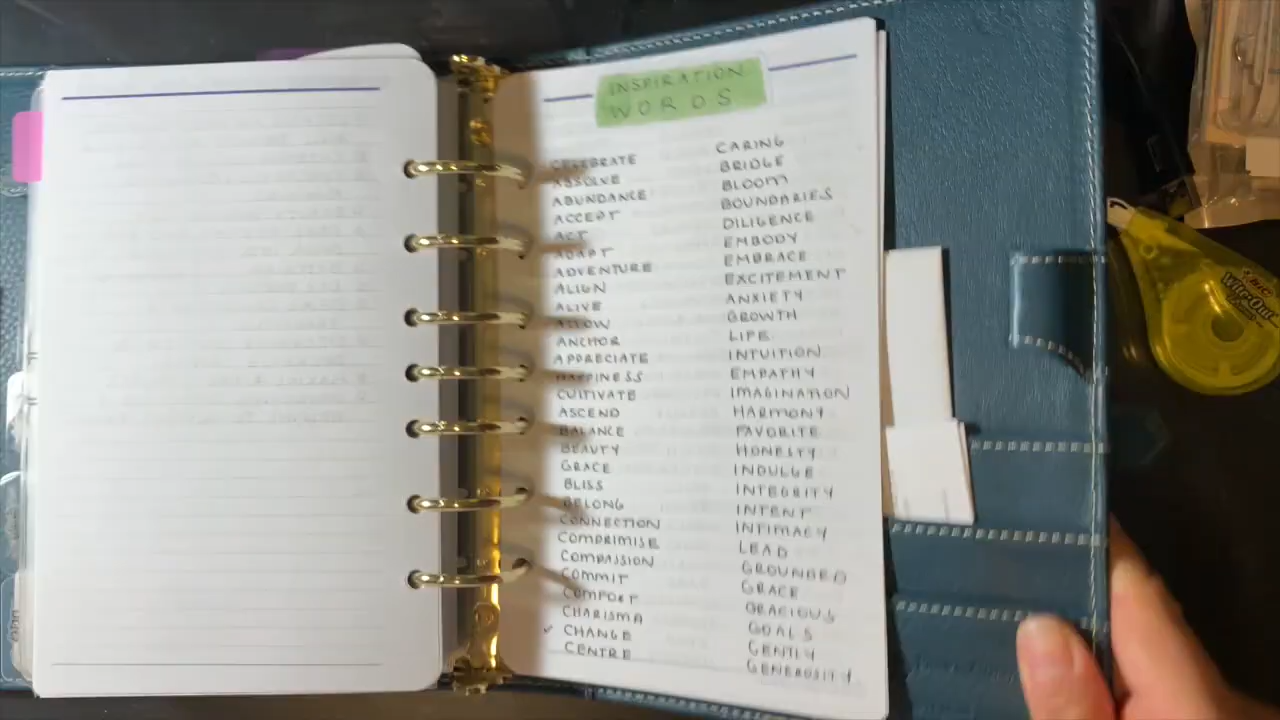 INSPIRATION
WORDS
CELEBRATE
ABSOLVE
ABUNDANCE
ACCEPT
ACT
ADAPT
ADVENTURE
ALIGN
ALIVE
ALLOW
ANCHOR
APPRECIATE
HAPPINESS
CULTIVATE
ASCEND
BALANCE
BEAUTY
GRACE
BLISS
BELONG
CONNECTION
COMPRIMISE
COMPASSION
COMMIT
COMFORT
CHARISMA
✓ CHANGE
CENTRE
CARING
BRIDGE
BLOOM
BOUNDARIES
DILIGENCE
EMBODY
EMBRACE
EXCITEMENT
ANXIETY
GROWTH
LIFE
INTUITION
EMPATHY
IMAGINATION
HARMONY
FAVORITE
HONESTY
INDULGE
INTEGRITY
INTENT
INTIMACY
LEAD
GROUNDED
GRACE
GRACIOUS
GOALS
GENTLY
GENEROSITY
BIC
Wite-Out